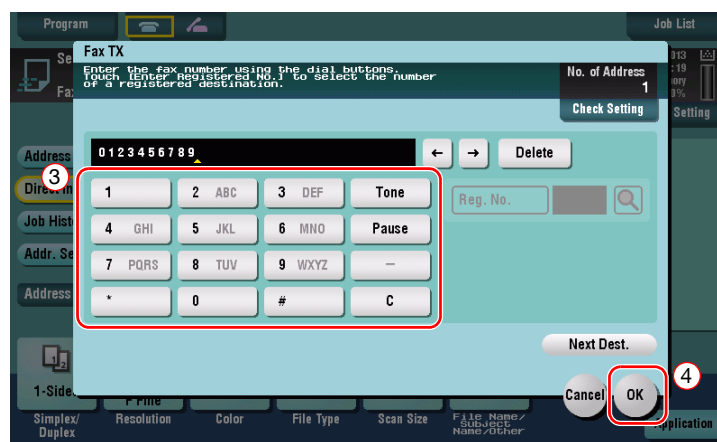 Program
Job List
Fax TX
Enter the fax number using the dial buttons.
Touch [Enter Registered No.] to select the number
of a registered destination.
No. of Address
1
Check Setting
Setting
0123456789
← → Delete
Address
3
1 2 ABC 3 DEF Tone
Reg. No.
4 GHI 5 JKL 6 MNO Pause
Job Hist
7 PQRS 8 TUV 9 WXYZ –
Addr. Se
* 0 # C
Address
Next Dest.
4
Cancel OK
1-Side
Simplex/
Duplex
Resolution
Color
File Type
Scan Size
File Name/
Subject
Name/Other
Application